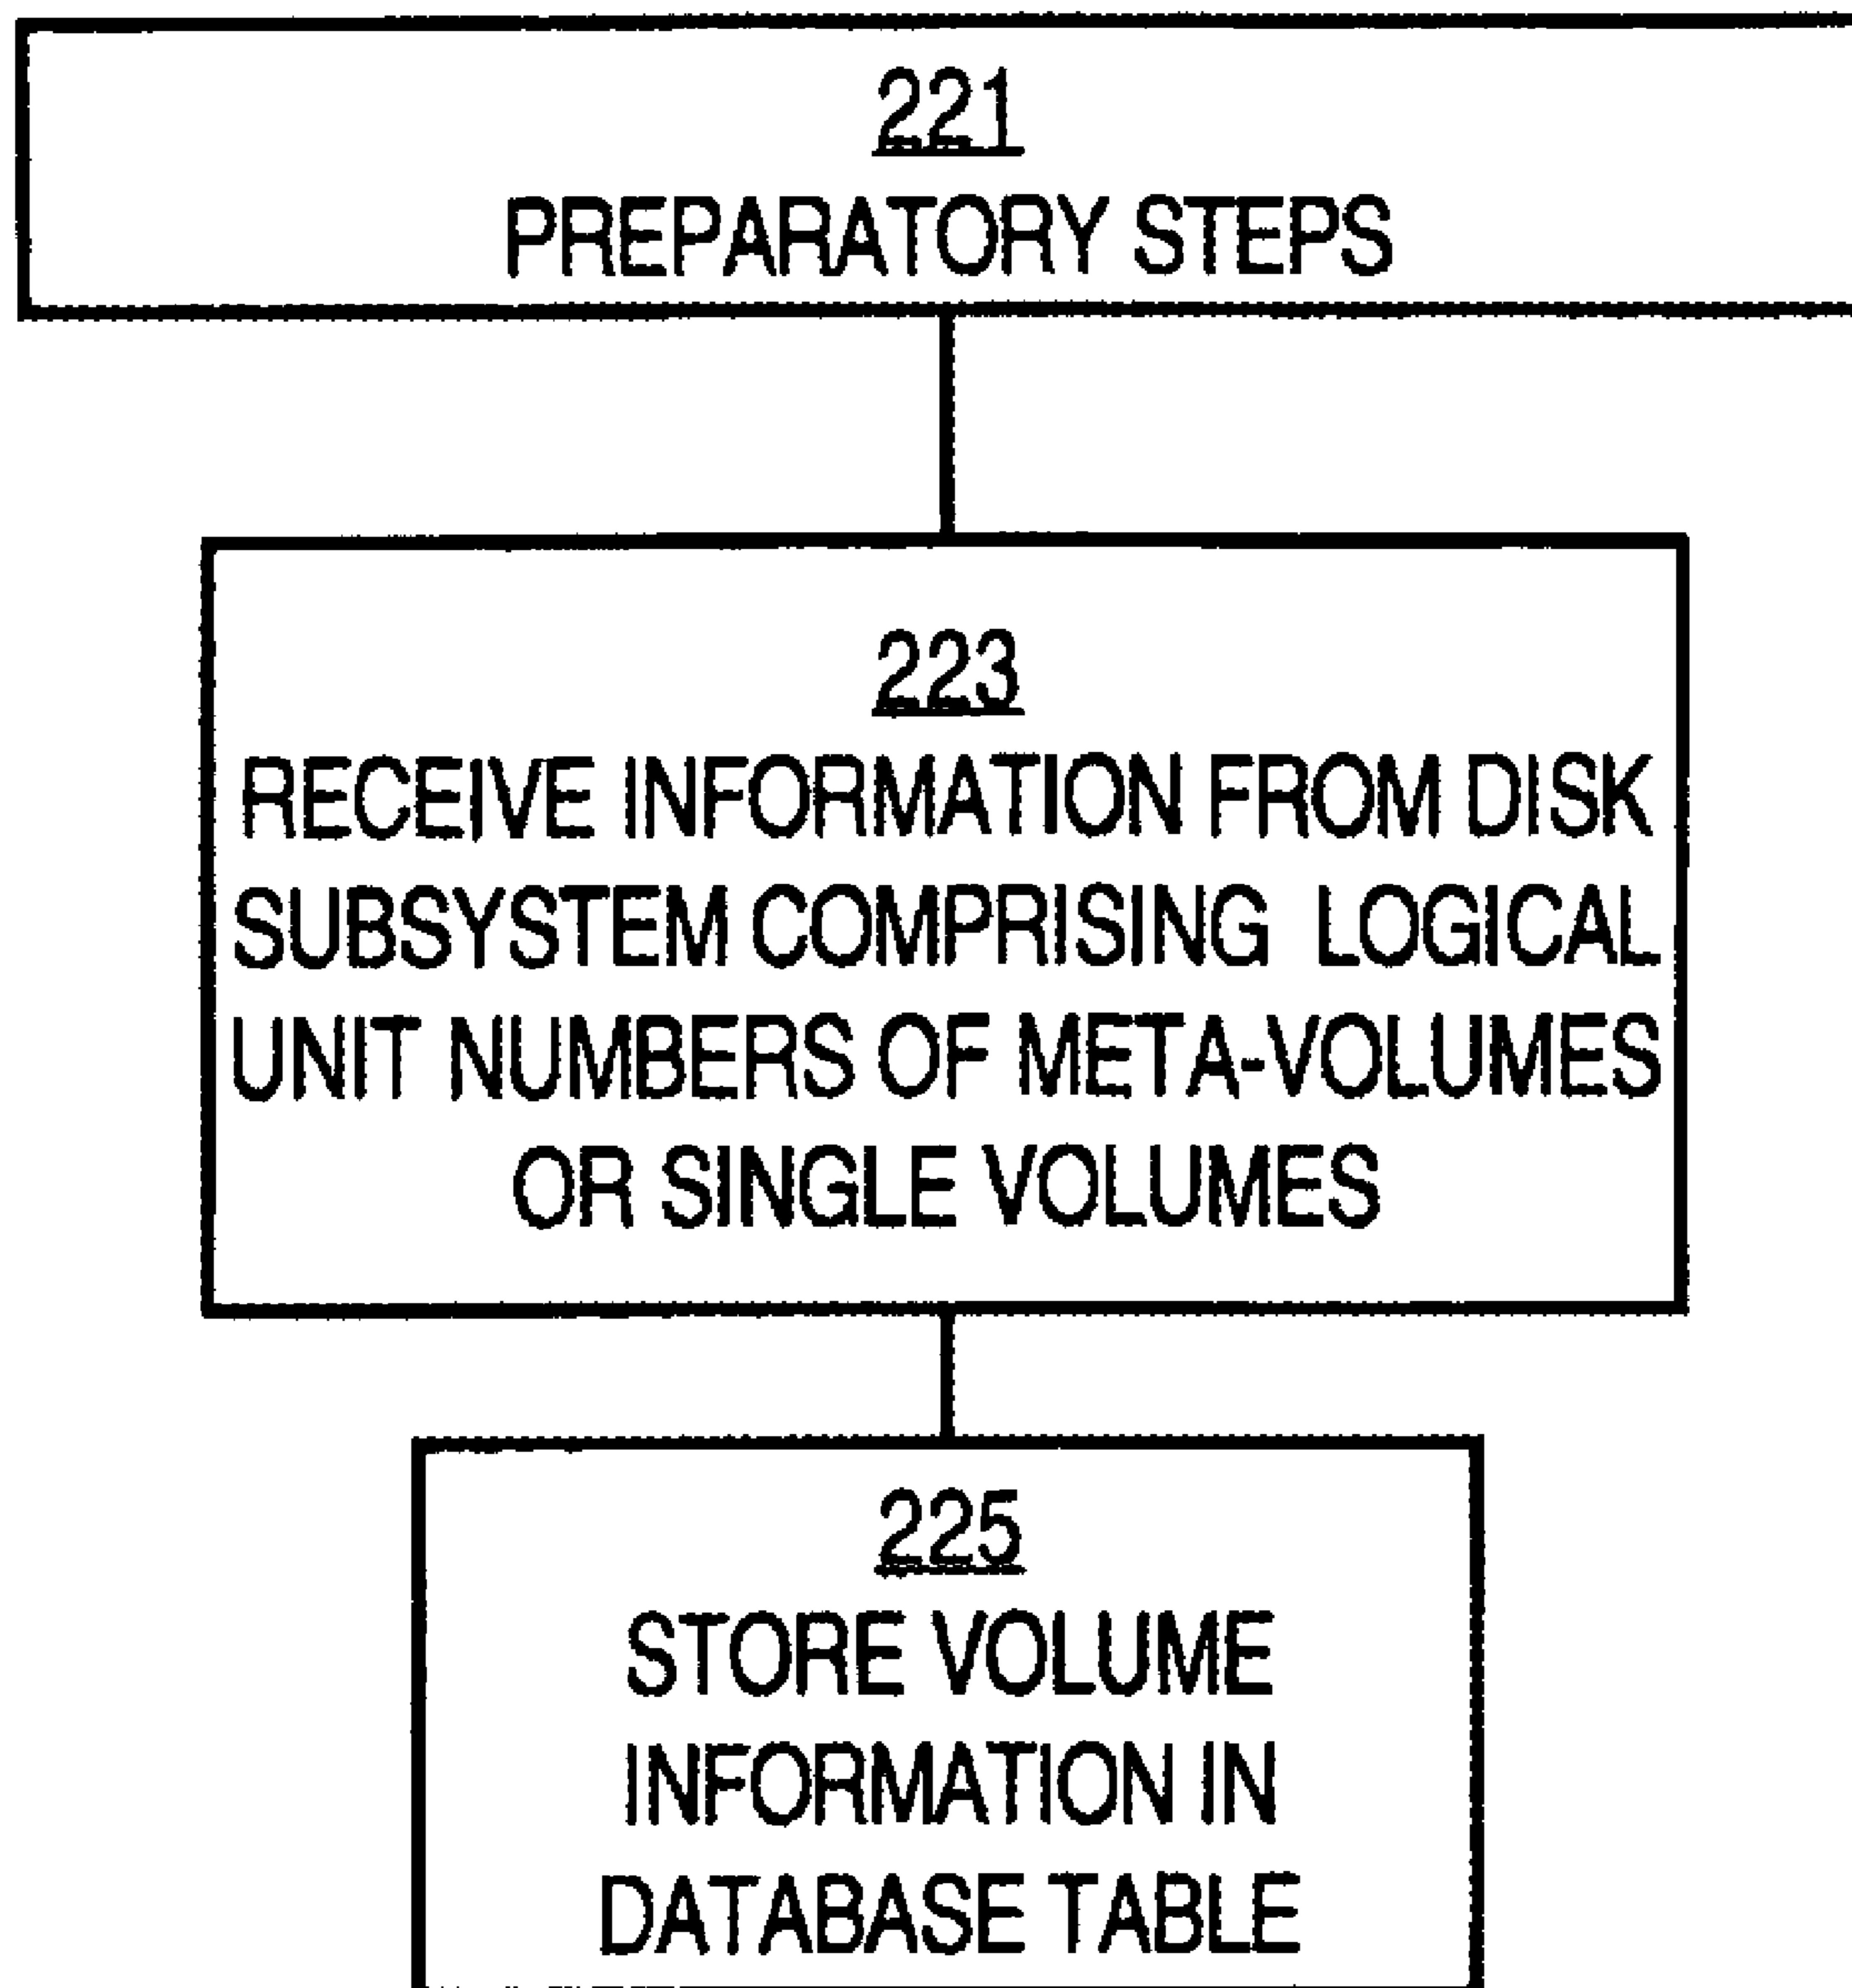 221
PREPARATORY STEPS
223
RECEIVE INFORMATION FROM DISK
SUBSYSTEM COMPRISING LOGICAL
UNIT NUMBERS OF META-VOLUMES
OR SINGLE VOLUMES
225
STORE VOLUME
INFORMATION IN
DATABASE TABLE